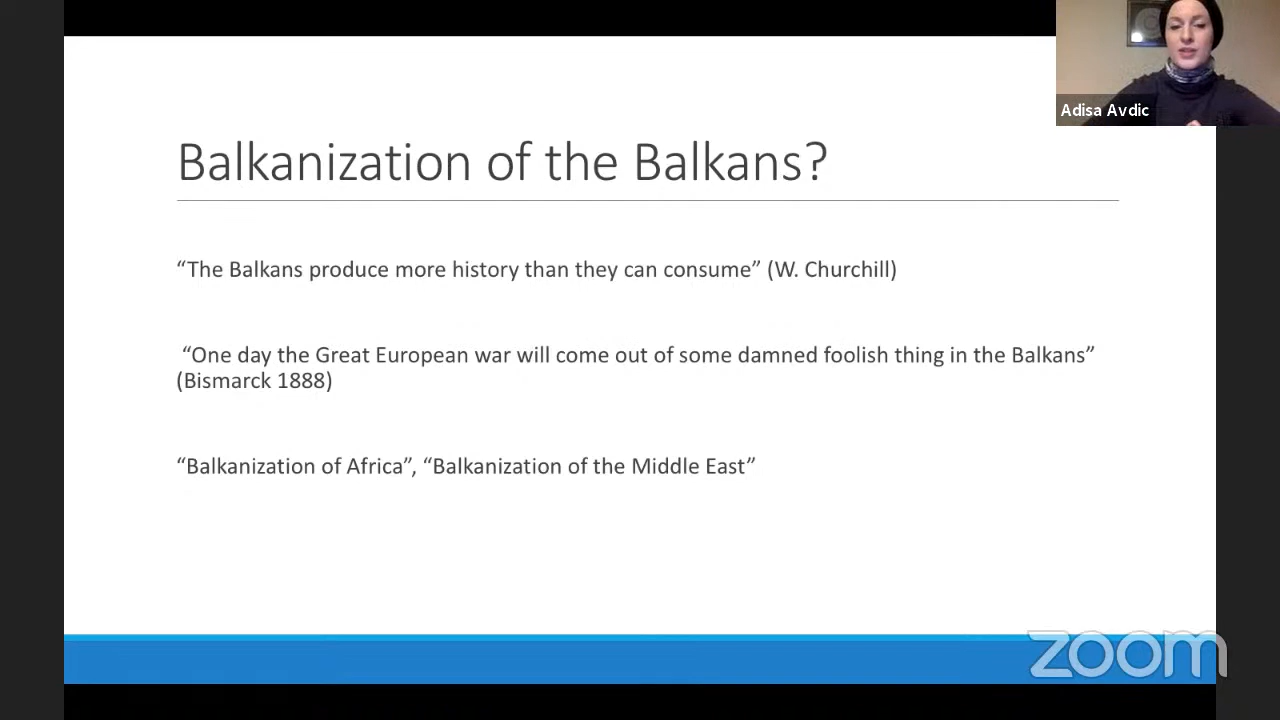 Adisa Avdic
Balkanization of the Balkans?
“The Balkans produce more history than they can consume” (W. Churchill)
“One day the Great European war will come out of some damned foolish thing in the Balkans”
(Bismarck 1888)
“Balkanization of Africa”, “Balkanization of the Middle East”
zoom